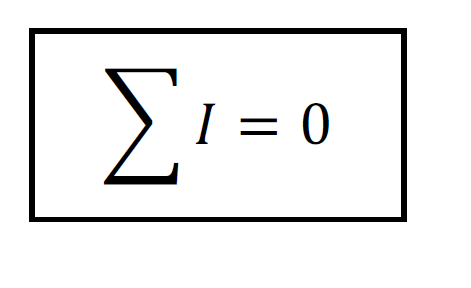 ∑ I = 0